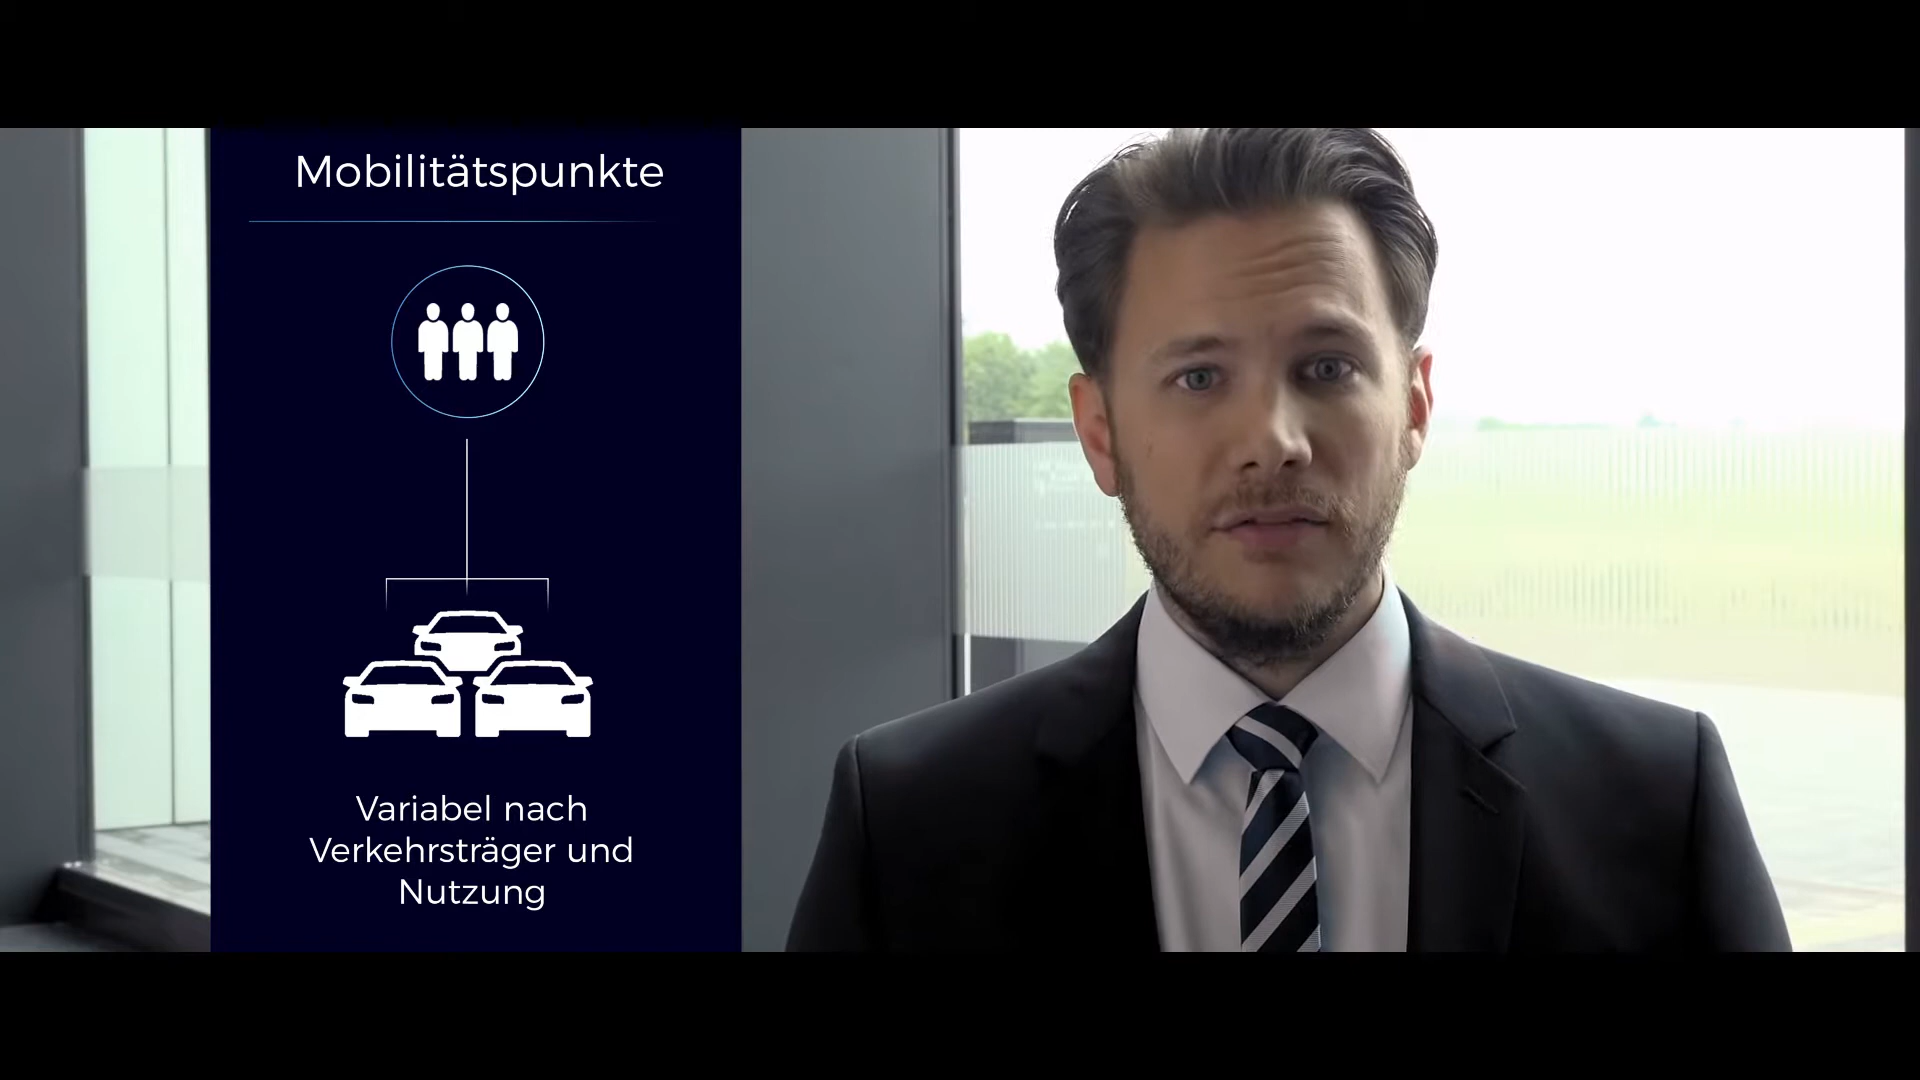 Mobilitätspunkte
Variabel nach
Verkehrsträger und
Nutzung